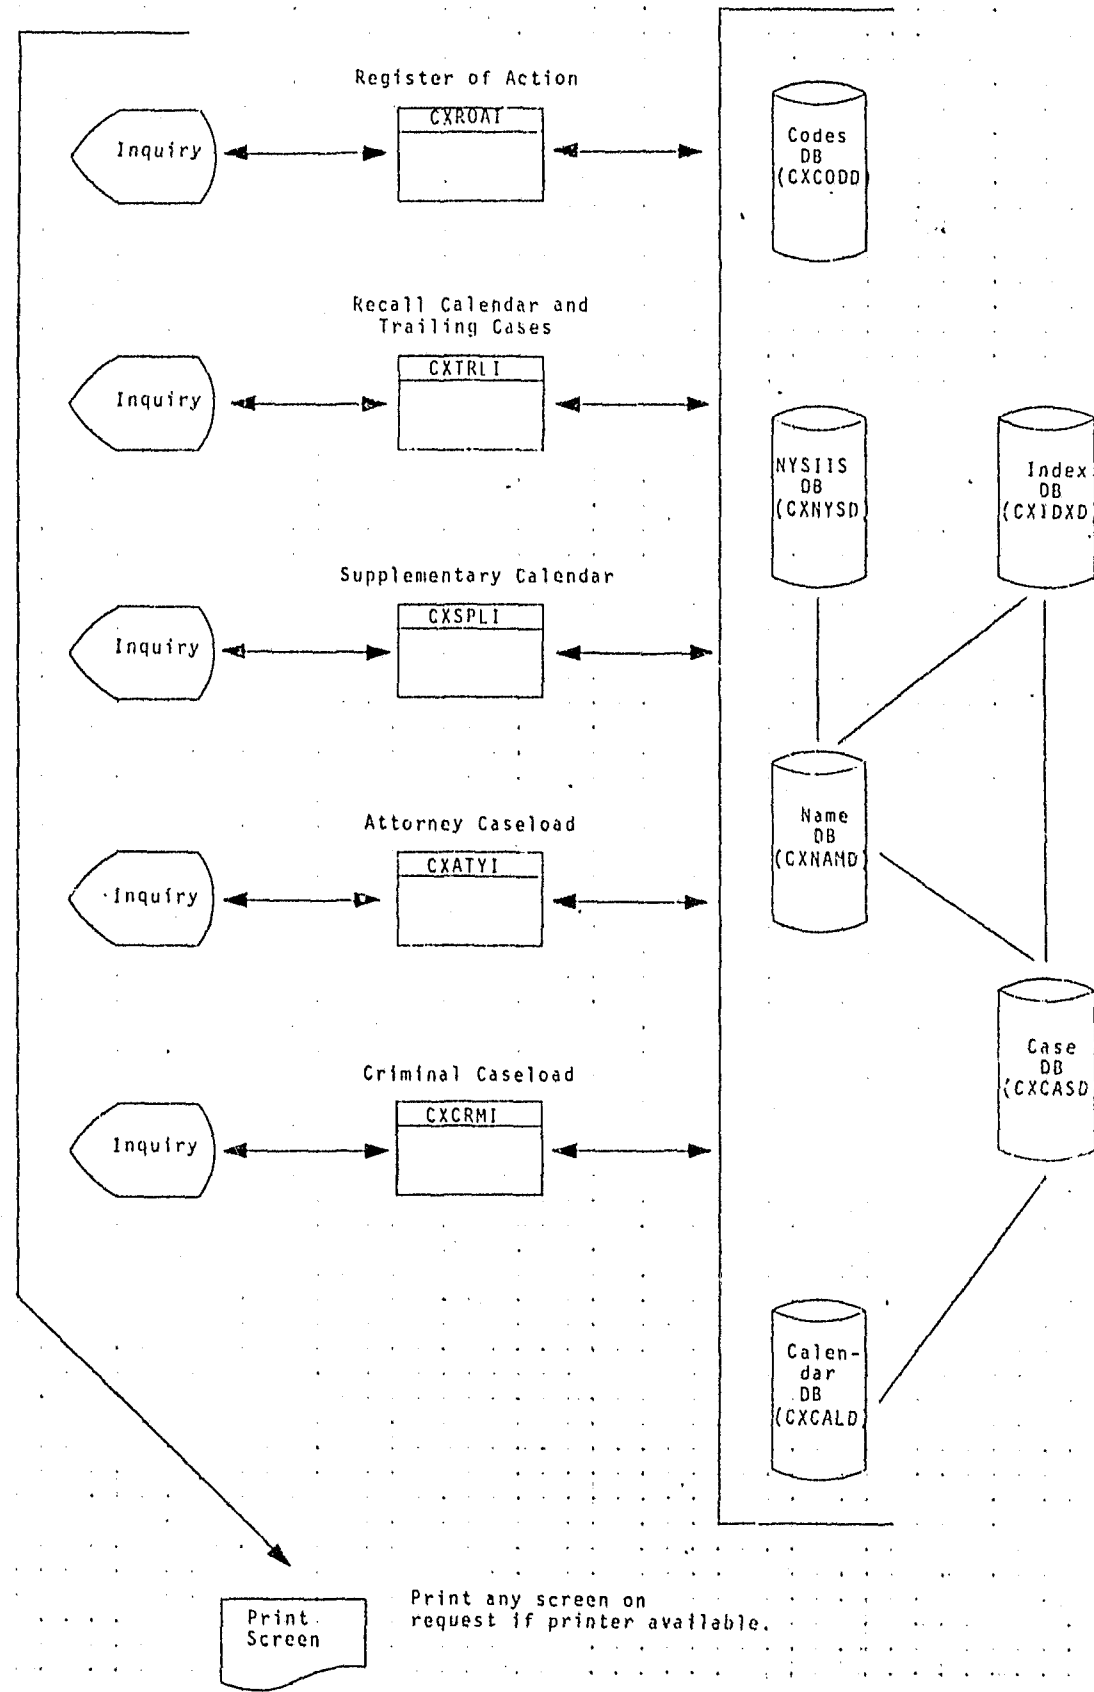 Register of Action
CXROAI
Inquiry
Recall Calendar and
Trailing Cases
CXTRLI
Inquiry
Supplementary Calendar
CXSPLI
Inquiry
Attorney Caseload
CXATYI
Inquiry
Criminal Caseload
CXCRMI
Inquiry
Codes
DB
(CXCODD)
NYSIIS
DB
(CXNYSD)
Index
DB
(CXIDXD)
Name
DB
(CXNAMD)
Case
DB
(CXCASD
Calen-
dar
DB
(CXCALD)
Print
Screen
Print any screen on
request if printer available.